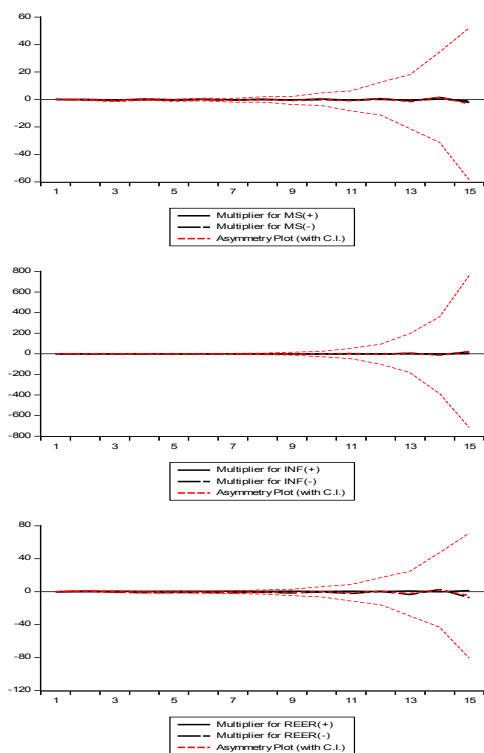 60
40
20
0
-20
-40
-60
1 3 5 7 9 11 13 15
Multiplier for MS(+)
Multiplier for MS(-)
Asymmetry Plot (with C.I.)
800
600
400
200
0
-200
-400
-600
-800
1 3 5 7 9 11 13 15
Multiplier for INF(+)
Multiplier for INF(-)
Asymmetry Plot (with C.I.)
80
40
0
-40
-80
-120
1 3 5 7 9 11 13 15
Multiplier for REER(+)
Multiplier for REER(-)
Asymmetry Plot (with C.I.)